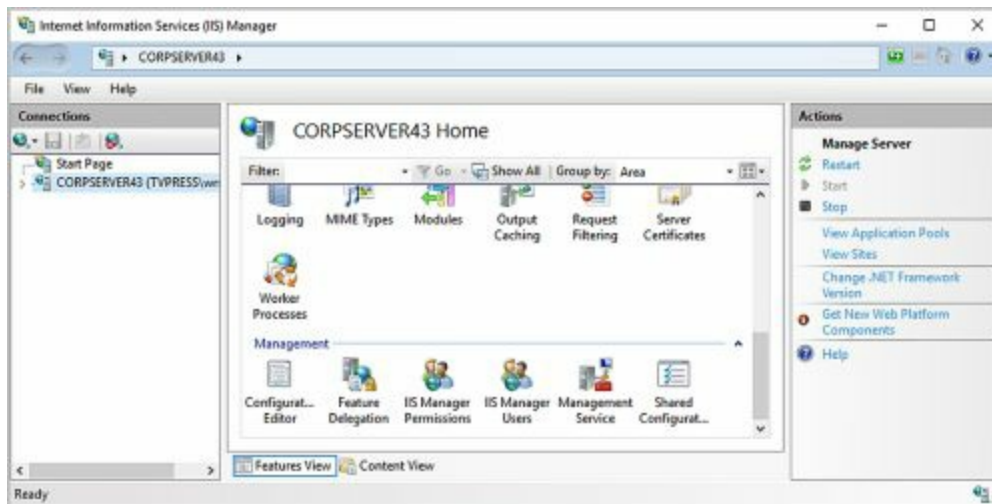 Internet Information Services (IIS) Manager
CORPSERVER43
File View Help
Connections
Start Page
CORPSERVER43 (TVPRESS\
CORPSERVER43 Home
Filter: Go Show All Group by: Area
Logging MIME Types Modules Output Caching Request Filtering Server Certificates
Worker Processes
Management
Configurat... Editor Feature Delegation IIS Manager Permissions IIS Manager Users Management Service Shared Configurat...
Features View Content View
Actions
Manage Server
Restart
Start
Stop
View Application Pools
View Sites
Change .NET Framework
Version
Get New Web Platform
Components
Help
Ready